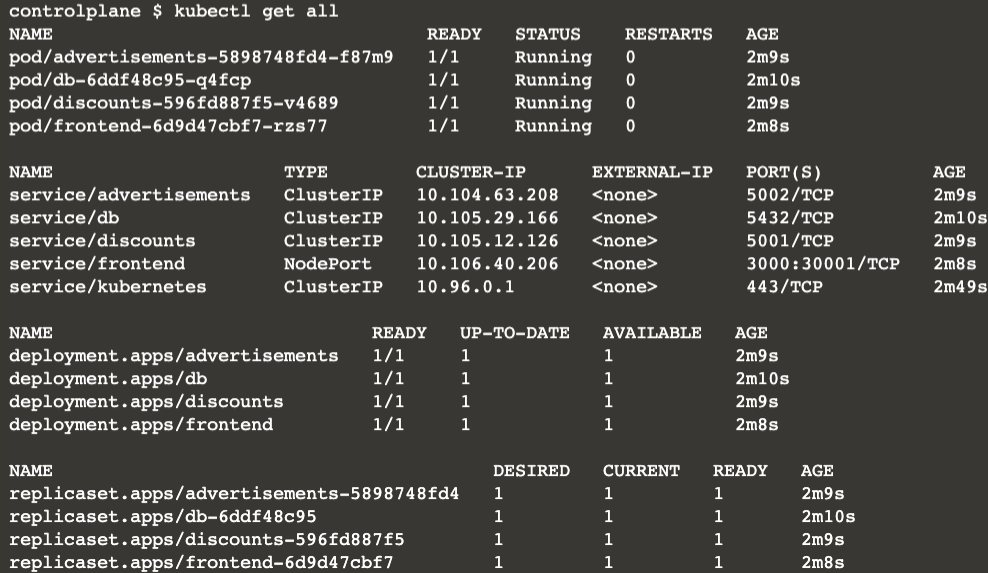 controlplane $ kubectl get all
NAME READY STATUS RESTARTS AGE
pod/advertisements-5898748fd4-f87m9 1/1 Running 0 2m9s
pod/db-6ddf48c95-q4fcp 1/1 Running 0 2m10s
pod/discounts-596fd887f5-v4689 1/1 Running 0 2m9s
pod/frontend-6d9d47cbf7-rzs77 1/1 Running 0 2m8s
NAME TYPE CLUSTER-IP EXTERNAL-IP PORT(S) AGE
service/advertisements ClusterIP 10.104.63.208 <none> 5002/TCP 2m9s
service/db ClusterIP 10.105.29.166 <none> 5432/TCP 2m10s
service/discounts ClusterIP 10.105.12.126 <none> 5001/TCP 2m9s
service/frontend NodePort 10.106.40.206 <none> 3000:30001/TCP 2m8s
service/kubernetes ClusterIP 10.96.0.1 <none> 443/TCP 2m49s
NAME READY UP-TO-DATE AVAILABLE AGE
deployment.apps/advertisements 1/1 1 1 2m9s
deployment.apps/db 1/1 1 1 2m10s
deployment.apps/discounts 1/1 1 1 2m9s
deployment.apps/frontend 1/1 1 1 2m8s
NAME DESIRED CURRENT READY AGE
replicaset.apps/advertisements-5898748fd4 1 1 1 2m9s
replicaset.apps/db-6ddf48c95 1 1 1 2m10s
replicaset.apps/discounts-596fd887f5 1 1 1 2m9s
replicaset.apps/frontend-6d9d47cbf7 1 1 1 2m8s